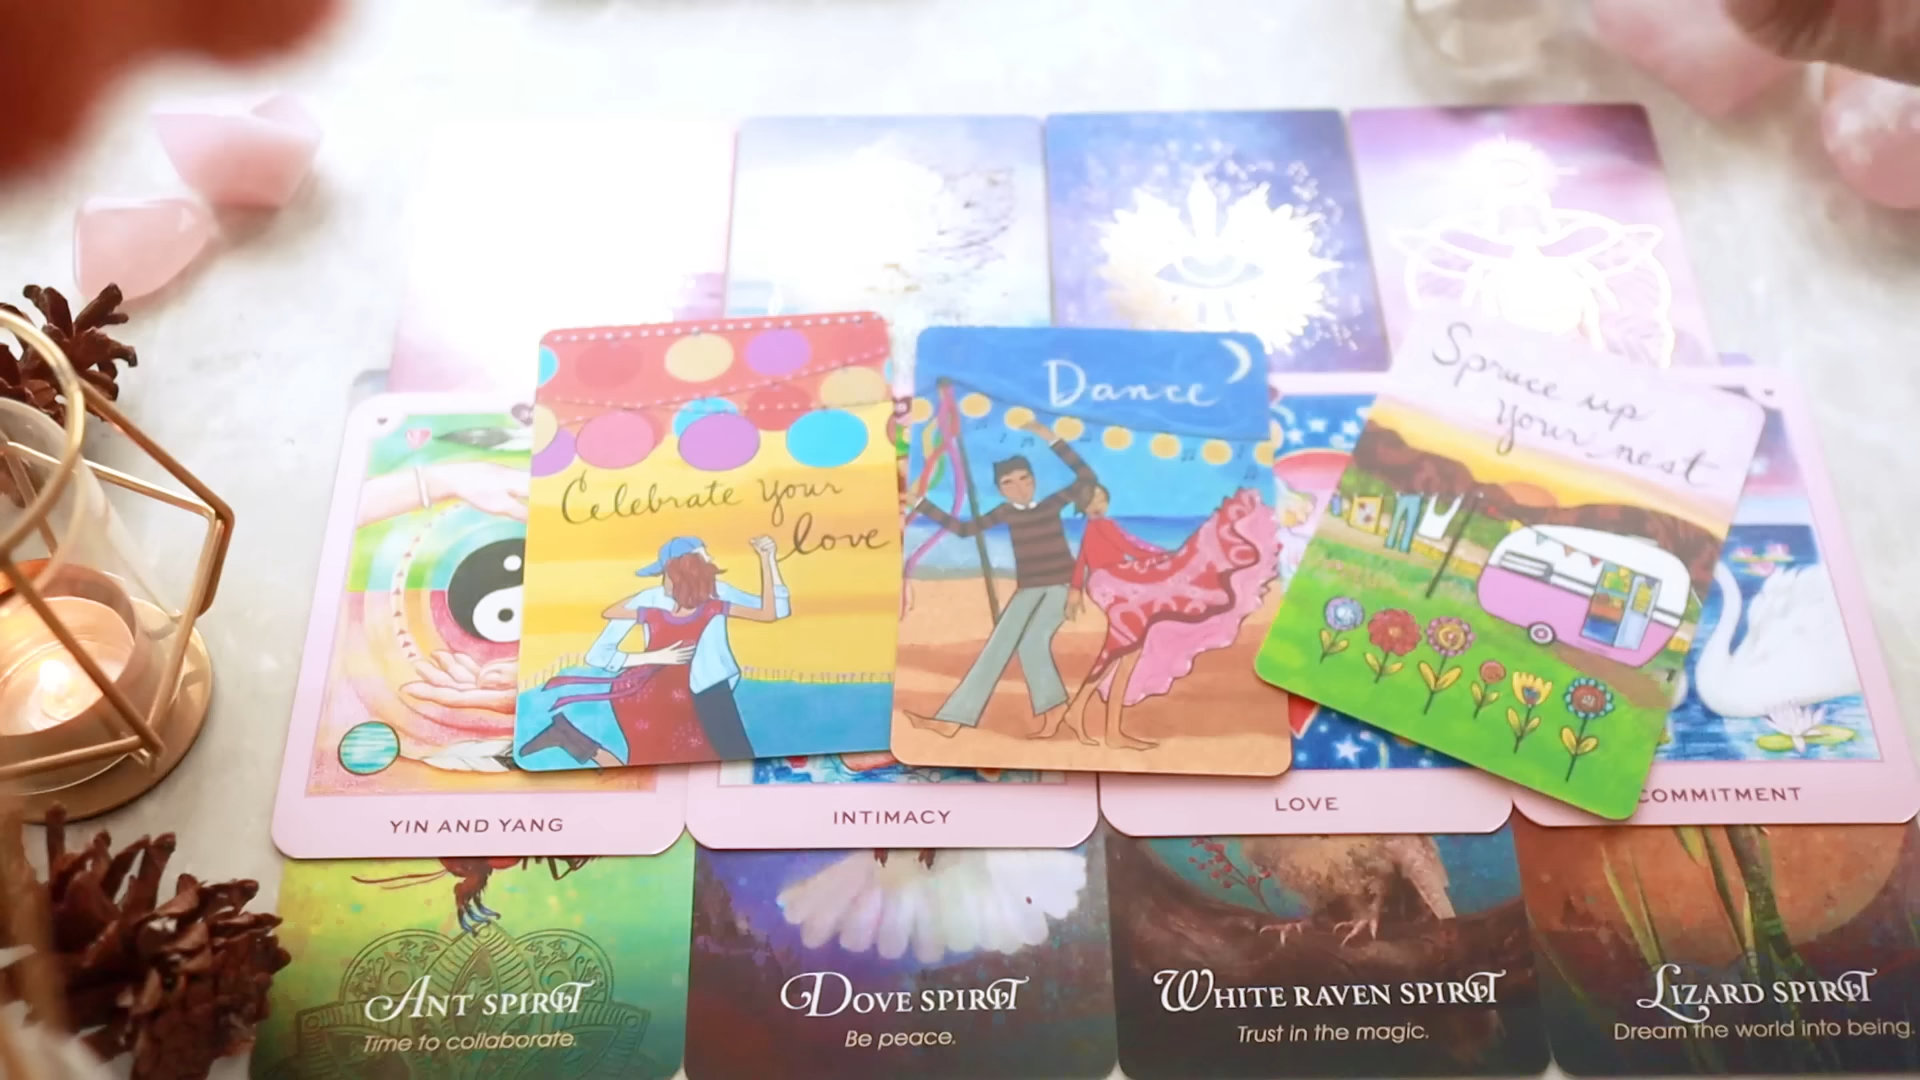 Celebrate your
love
Dance
Spruce up
your nest
YIN AND YANG
INTIMACY
LOVE
COMMITMENT
ANT SPIRIT
Time to collaborate.
DOVE SPIRIT
Be peace.
WHITE RAVEN SPIRIT
Trust in the magic.
LIZARD SPIRIT
Dream the world into being.